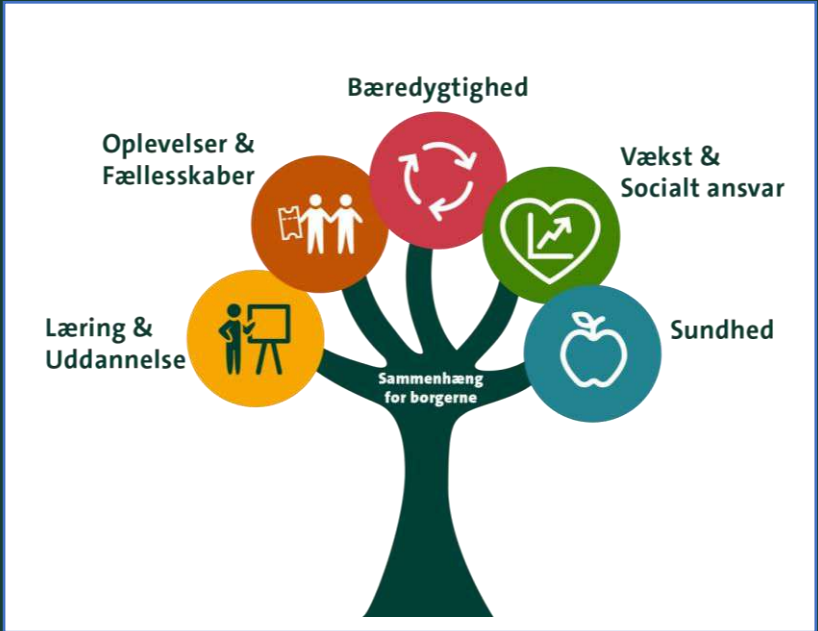 Bæredygtighed
Oplevelser &
Fællesskaber
Vækst &
Socialt ansvar
Læring &
Uddannelse
Sundhed
Sammenhæng
for borgerne